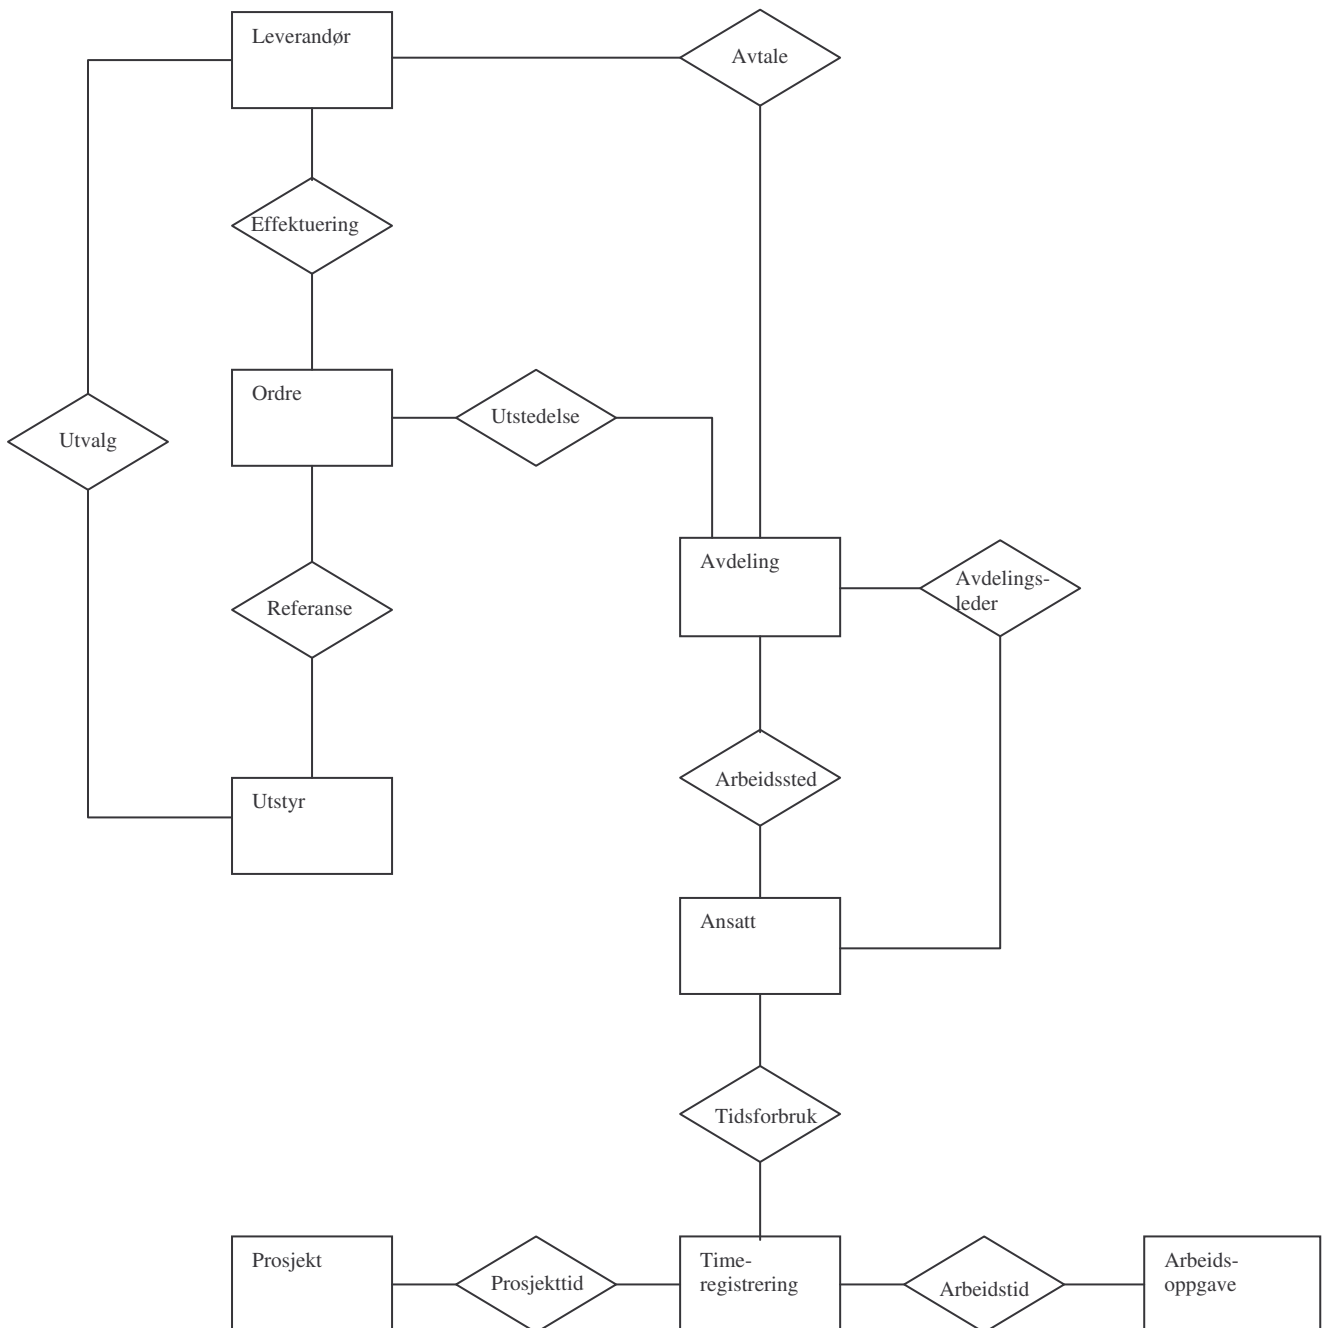 Leverandør
Avtale
Effektuering
Ordre
Utstedelse
Utvalg
Avdeling
Avdelings-
leder
Referanse
Arbeidssted
Utstyr
Ansatt
Tidsforbruk
Prosjekt
Prosjekttid
Time-
registrering
Arbeidstid
Arbeids-
oppgave